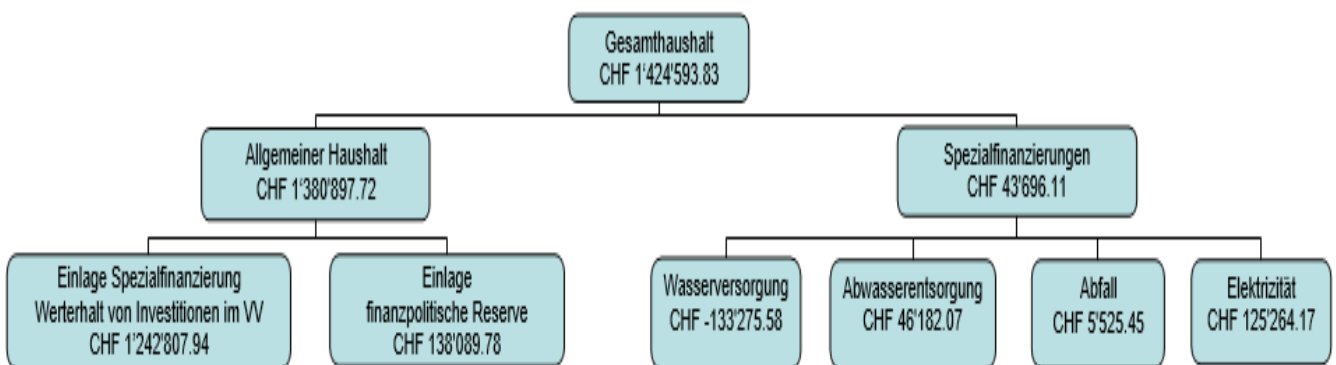 Gesamthaushalt
CHF 1'424'593.83
Allgemeiner Haushalt
CHF 1'380'897.72
Spezialfinanzierungen
CHF 43'696.11
Einlage Spezialfinanzierung
Werterhalt von Investitionen im VV
CHF 1'242'807.94
Einlage
finanzpolitische Reserve
CHF 138'089.78
Wasserversorgung
CHF -133'275.58
Abwasserentsorgung
CHF 46'182.07
Abfall
CHF 5'525.45
Elektrizität
CHF 125'264.17